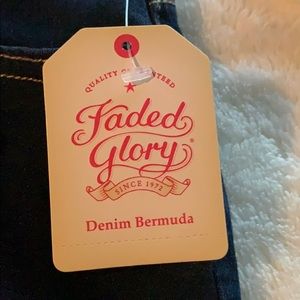 QUALITY
Faded
Glory®
SINCE 1972
Denim Bermuda